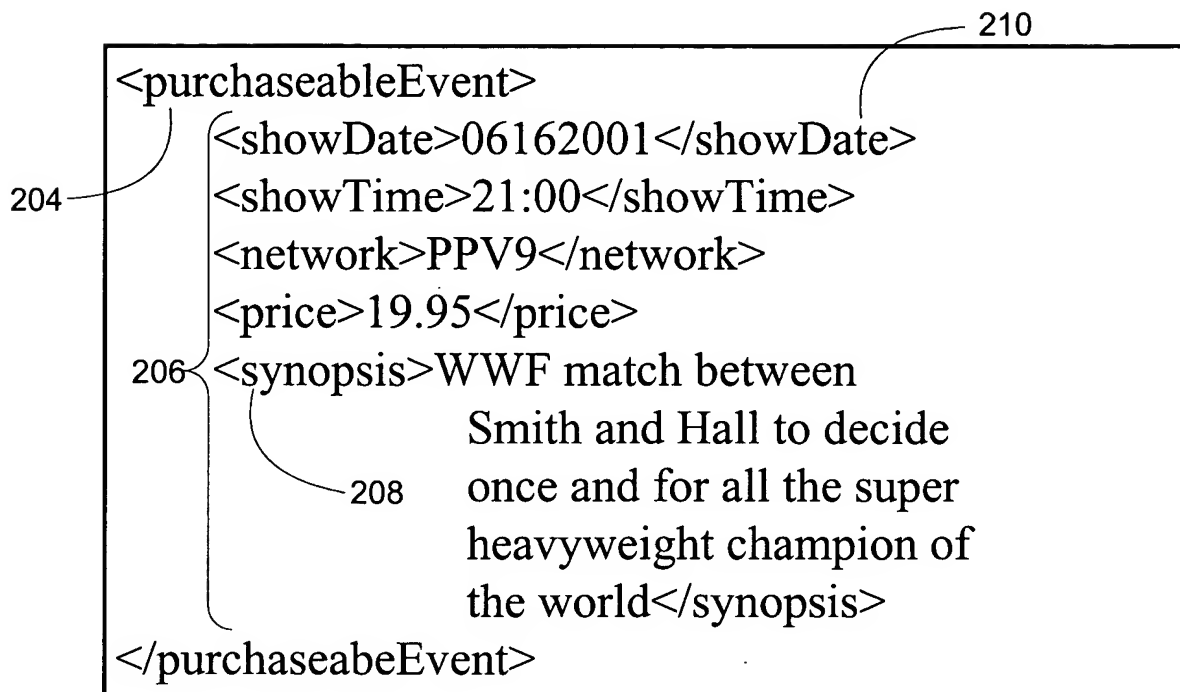 210
<purchaseableEvent>
<showDate>06162001</showDate>
204
<showTime>21:00</showTime>
<network>PPV9</network>
<price>19.95</price>
206
<synopsis>WWF match between
Smith and Hall to decide
208
once and for all the super
heavyweight champion of
the world</synopsis>
</purchaseabeEvent>